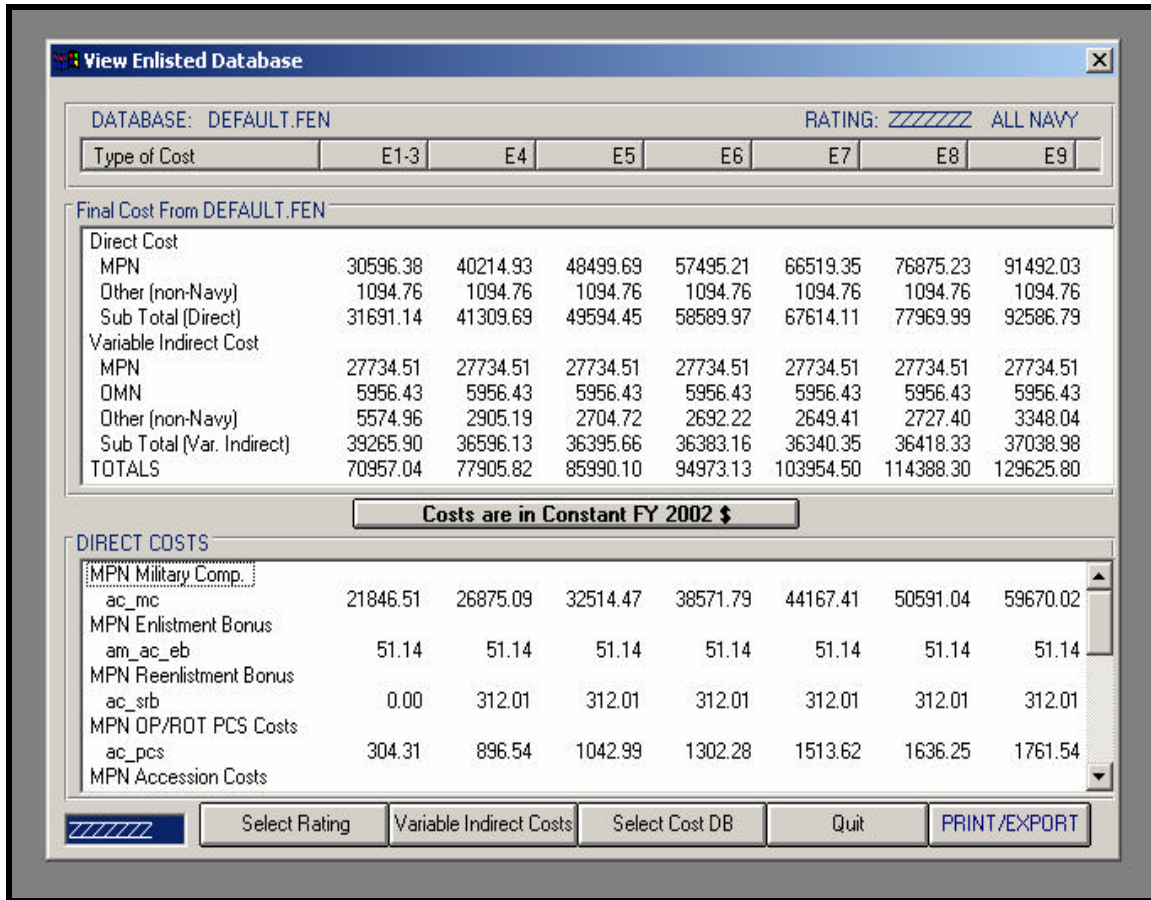 View Enlisted Database
DATABASE: DEFAULT.FEN RATING: ZZZZZZZ ALL NAVY
Type of Cost E1-3 E4 E5 E6 E7 E8 E9
Final Cost From DEFAULT.FEN
Direct Cost
MPN 30596.38 40214.93 48499.69 57495.21 66519.35 76875.23 91492.03
Other (non-Navy) 1094.76 1094.76 1094.76 1094.76 1094.76 1094.76 1094.76
Sub Total (Direct) 31691.14 41309.69 49594.45 58589.97 67614.11 77969.99 92586.79
Variable Indirect Cost
MPN 27734.51 27734.51 27734.51 27734.51 27734.51 27734.51 27734.51
OMN 5956.43 5956.43 5956.43 5956.43 5956.43 5956.43 5956.43
Other (non-Navy) 5574.96 2905.19 2704.72 2692.22 2649.41 2727.40 3348.04
Sub Total (Var. Indirect) 39265.90 36596.13 36395.66 36383.16 36340.35 36418.33 37038.98
TOTALS 70957.04 77905.82 85990.10 94973.13 103954.50 114388.30 129625.80
Costs are in Constant FY 2002 $
DIRECT COSTS
MPN Military Comp.
ac_mc 21846.51 26875.09 32514.47 38571.79 44167.41 50591.04 59670.02
MPN Enlistment Bonus
am_ac_eb 51.14 51.14 51.14 51.14 51.14 51.14 51.14
MPN Reenlistment Bonus
ac_srb 0.00 312.01 312.01 312.01 312.01 312.01 312.01
MPN OP/ROT PCS Costs
ac_pcs 304.31 896.54 1042.99 1302.28 1513.62 1636.25 1761.54
MPN Accession Costs
ZZZZZZZ Select Rating Variable Indirect Costs Select Cost DB Quit PRINT/EXPORT